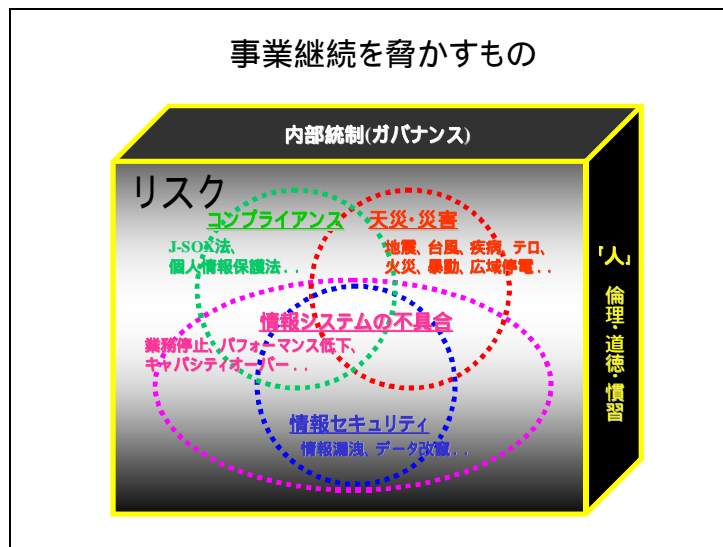 事業継続を脅かすもの
内部統制(ガバナンス)
リスク
コンプライアンス
J-SOX法、
個人情報保護法．．
天災・災害
地震、台風、疾病、テロ、
火災、暴動、広域停電．．
情報システムの不具合
業務停止、パフォーマンス低下、
キャパシティオーバー．．
情報セキュリティ
情報漏洩、データ改竄．．
「人」
倫理・道徳・慣習